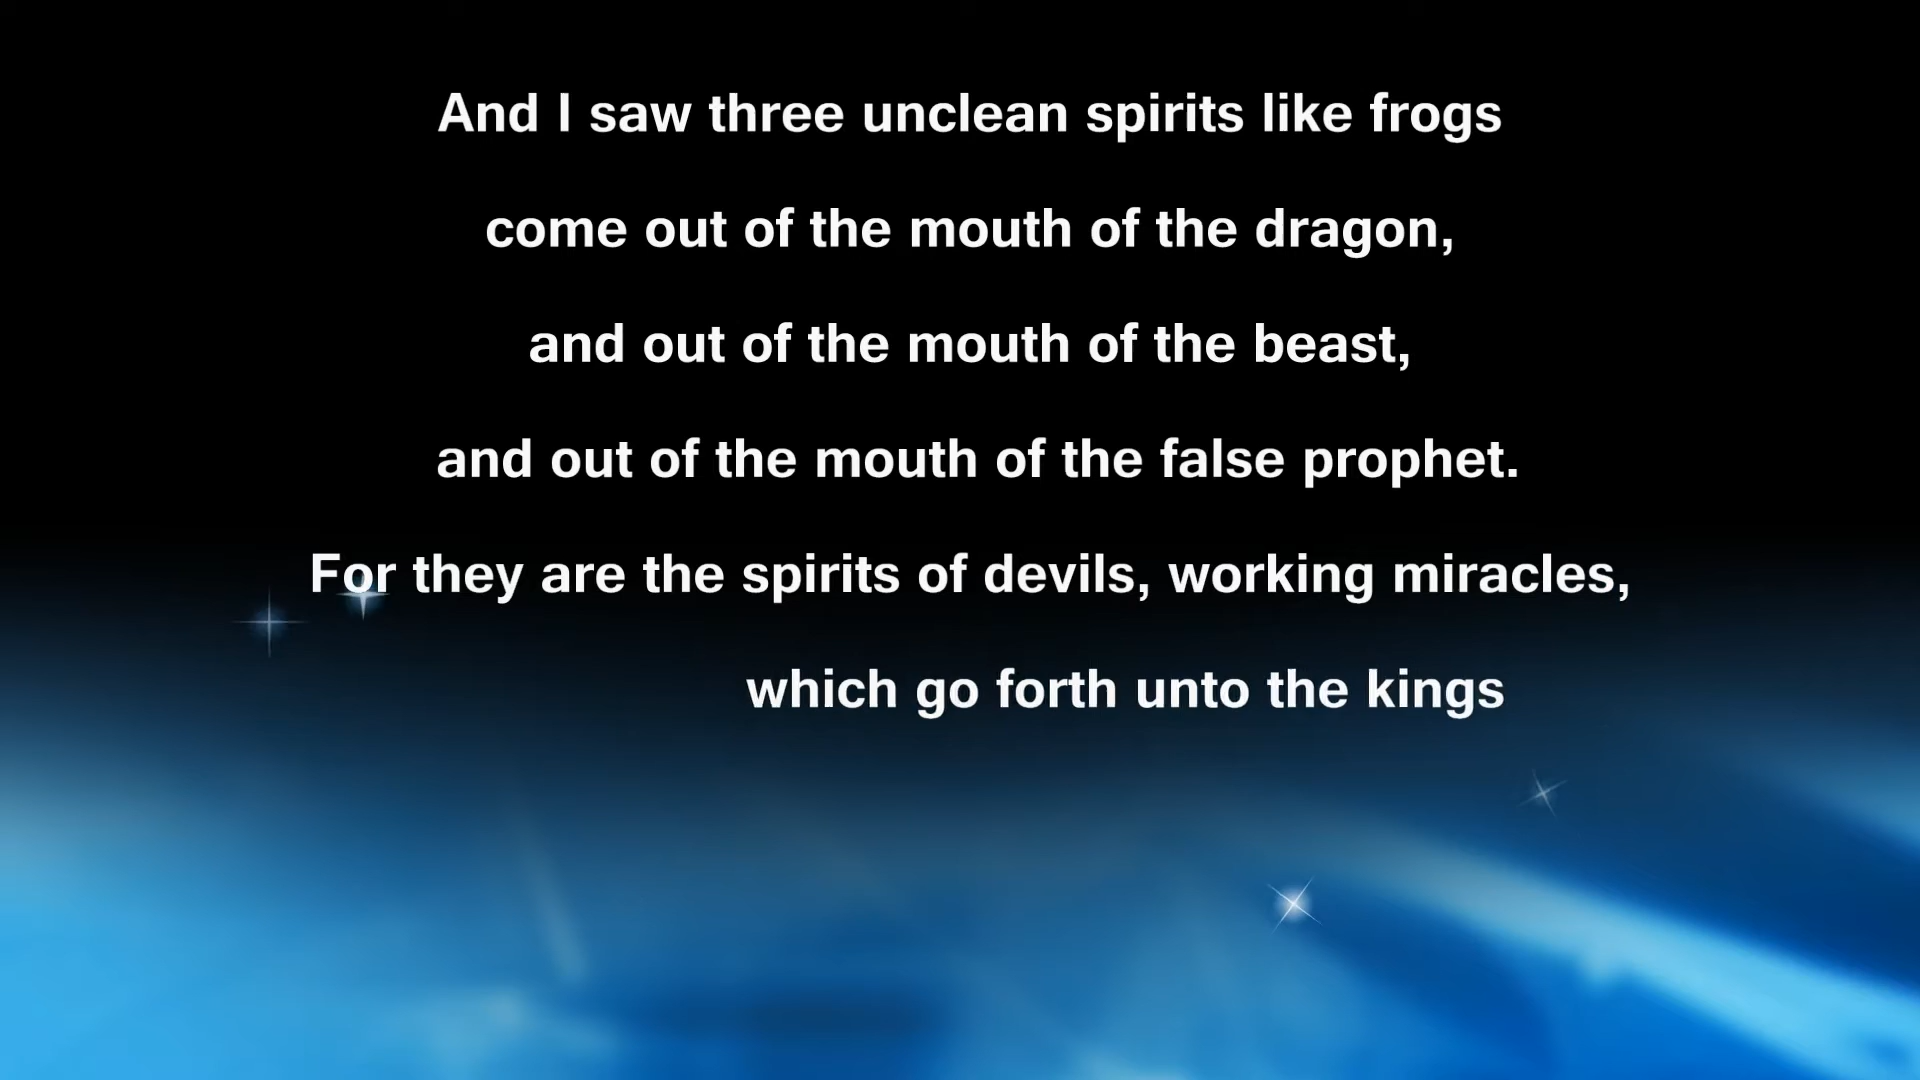 And I saw three unclean spirits like frogs
come out of the mouth of the dragon,
and out of the mouth of the beast,
and out of the mouth of the false prophet.
For they are the spirits of devils, working miracles,
which go forth unto the kings